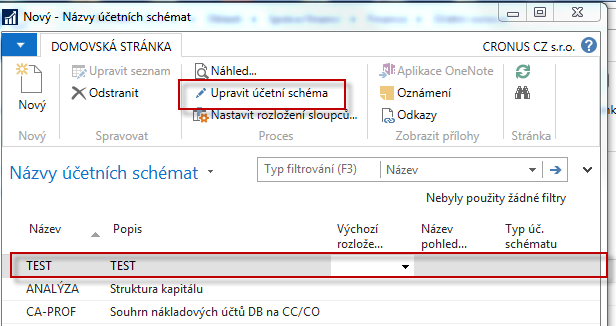 Nový - Názvy účetních schémat
DOMOVSKÁ STRÁNKA
CRONUS CZ s.r.o.
Nový
Upravit seznam
Odstranit
Náhled...
Upravit účetní schéma
Nastavit rozložení sloupců...
Aplikace OneNote
Oznámení
Odkazy
Nový
Spravovat
Proces
Zobrazit přílohy
Stránka
Názvy účetních schémat
Typ filtrování (F3)
Název
Nebyly použity žádné filtry
Název
Popis
Výchozí rozlože...
Název pohled...
Typ úč. schématu
TEST TEST
ANALÝZA Struktura kapitálu
CA-PROF Souhrn nákladových účtů DB na CC/CO